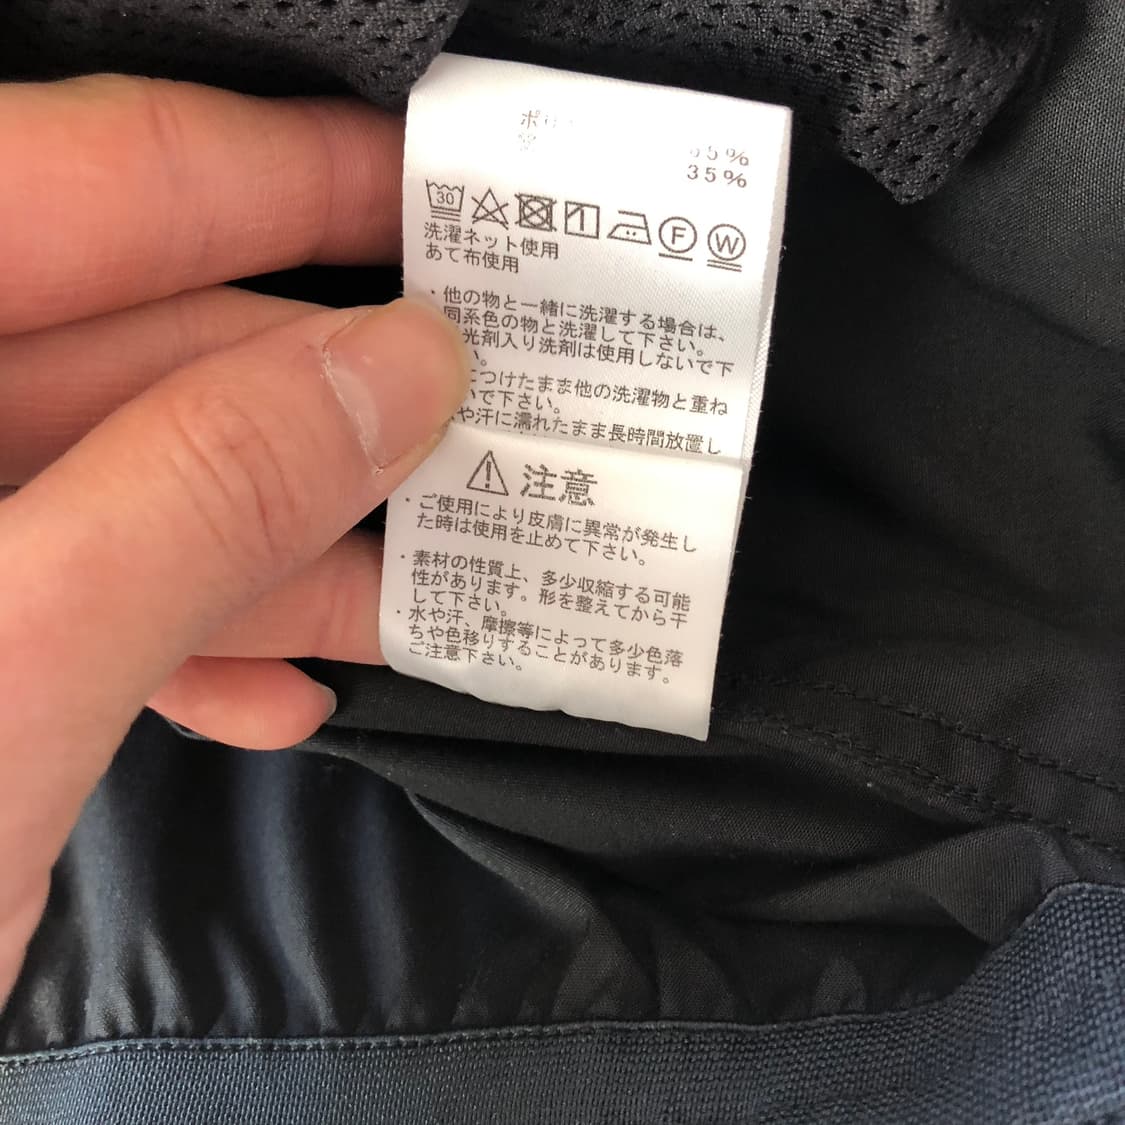 35%
30
F
W
洗濯ネット使用
あて布使用
・他の物と一緒に洗濯する場合は、
同系色の物と洗濯して下さい。
光剤入り洗剤は使用しないで下
い。
につけたまま他の洗濯物と重ね
いで下さい。
や汗に濡れたまま長時間放置し
注意
・ご使用により皮膚に異常が発生し
た時は使用を止めて下さい。
・素材の性質上、多少収縮する可能
性があります。形を整えてから干
して下さい。
・水や汗、摩擦等によって多少色落
ちや色移りすることがあります。
ご注意下さい。